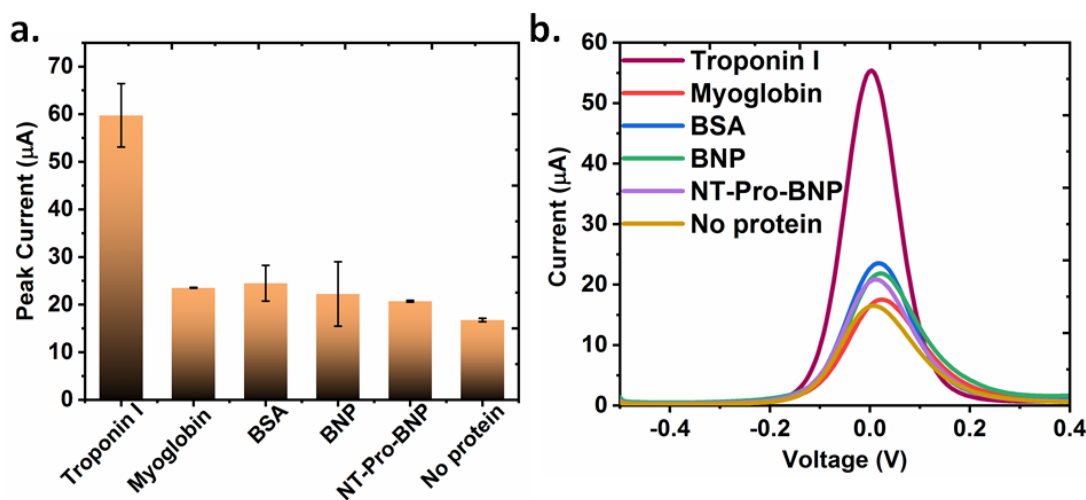 a.
Peak Current (μA)
70
60
50
40
30
20
10
0
Troponin I
Myoglobin
BSA
BNP
NT-Pro-BNP
No protein
b.
Current (μA)
60
50
40
30
20
10
0
Troponin I
Myoglobin
BSA
BNP
NT-Pro-BNP
No protein
-0.4
-0.2
0.0
0.2
0.4
Voltage (V)